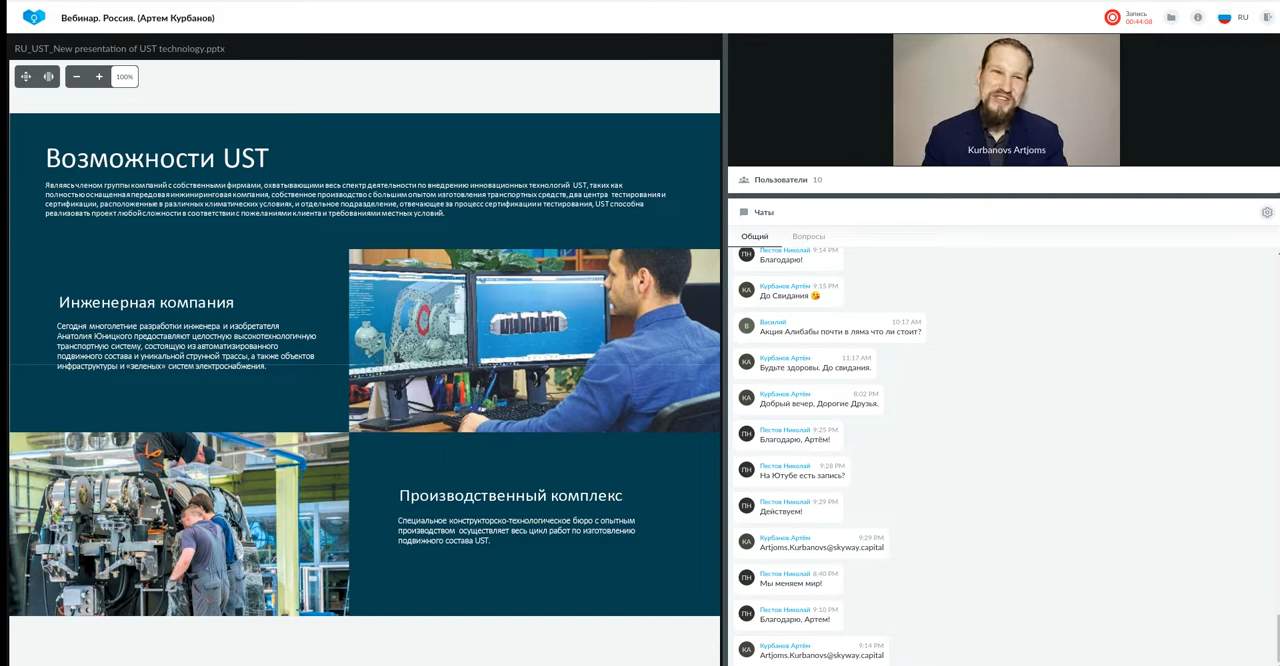 Вебинар. Россия. (Артем Курбанов)
Запись
00:44:08
RU
RU_UST_New presentation of UST technology.pptx
100%
Возможности UST
Являясь членом группы компаний с собственными фирмами, охватывающими весь спектр деятельности по внедрению инновационных технологий UST, таких как
полностью оснащенная передовая инжиниринговая компания, собственное производство с большим опытом изготовления транспортных средств, два центра тестирования и
сертификации, расположенные в различных климатических условиях, и отдельное подразделение, отвечающее за процесс сертификации и тестирования, UST способна
реализовать проект любой сложности в соответствии с пожеланиями клиента и требованиями местных условий.
Инженерная компания
Сегодня многолетние разработки инженера и изобретателя
Анатолия Юницкого предоставляют целостную высокотехнологичную
транспортную систему, состоящую из автоматизированного
подвижного состава и уникальной струнной трассы, а также объектов
инфраструктуры и «зеленых» систем электроснабжения.
Производственный комплекс
Специальное конструкторско-технологическое бюро с опытным
производством осуществляет весь цикл работ по изготовлению
подвижного состава UST.
Kurbanovs Artjoms
Пользователи 10
Чаты
Общий Вопросы
ПН
Пестов Николай 9:14 PM
Благодарю!
КА
Курбанов Артём 9:15 PM
До Свидания 😘
В
Василий 10:17 AM
Акция Алибабы почти в ляма что ли стоит?
КА
Курбанов Артём 11:17 AM
Будьте здоровы. До свидания.
КА
Курбанов Артём 8:02 PM
Добрый вечер, Дорогие Друзья.
ПН
Пестов Николай 9:25 PM
Благодарю, Артём!
ПН
Пестов Николай 9:28 PM
На Ютубе есть запись?
ПН
Пестов Николай 9:29 PM
Действуем!
КА
Курбанов Артём 9:29 PM
Artjoms.Kurbanovs@skyway.capital
ПН
Пестов Николай 8:40 PM
Мы меняем мир!
ПН
Пестов Николай 9:10 PM
Благодарю, Артем!
КА
Курбанов Артём 9:14 PM
Artjoms.Kurbanovs@skyway.capital